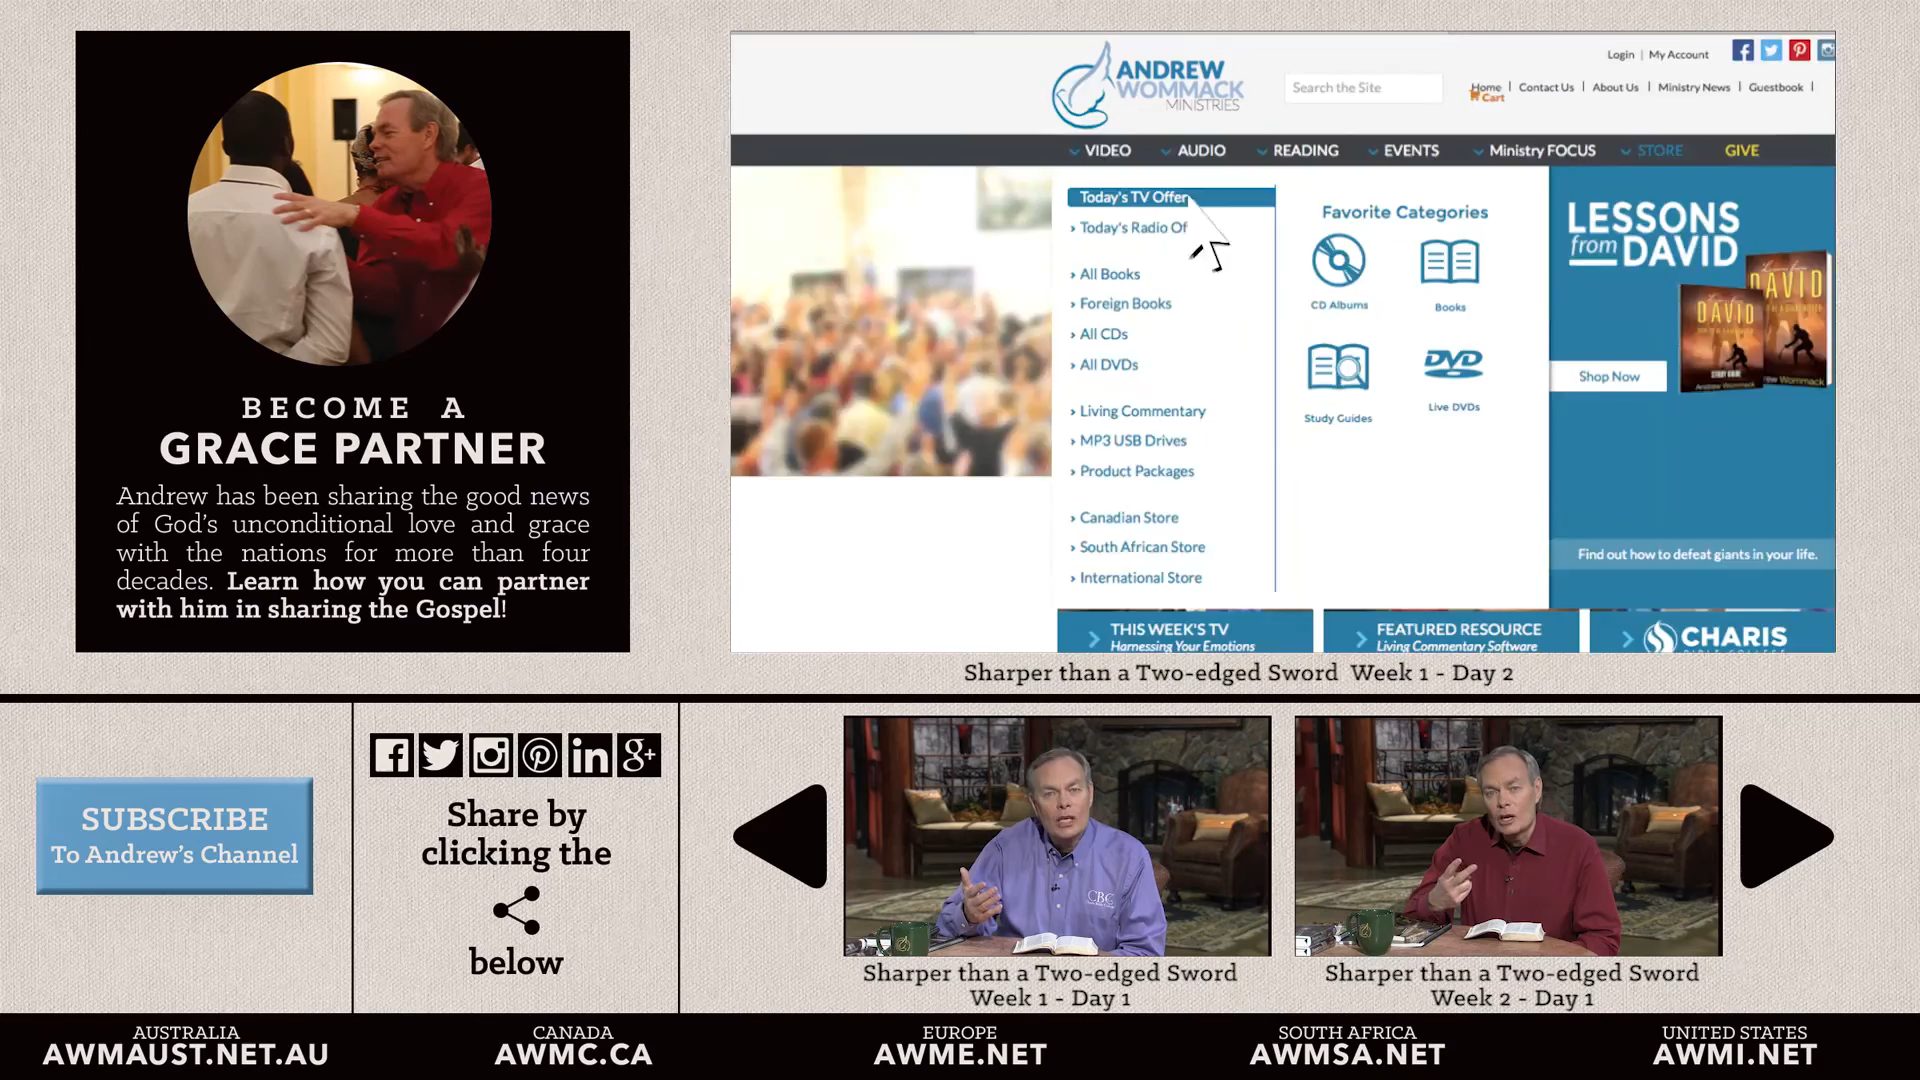 BECOME A
GRACE PARTNER
Andrew has been sharing the good news
of God's unconditional love and grace
with the nations for more than four
decades. Learn how you can partner
with him in sharing the Gospel!
ANDREW
WOMMACK
MINISTRIES
Search the Site
Login | My Account
Home | Contact Us | About Us | Ministry News | Guestbook |
Cart
VIDEO AUDIO READING EVENTS Ministry FOCUS STORE GIVE
Today's TV Offer
› Today's Radio Of
› All Books
› Foreign Books
› All CDs
› All DVDs
› Living Commentary
› MP3 USB Drives
› Product Packages
› Canadian Store
› South African Store
› International Store
Favorite Categories
CD Albums
Books
Study Guides
DVD
Live DVDs
LESSONS
from DAVID
DAVID
DAVID
STUDY GUIDE
Andrew Wommack
Wommack
Shop Now
Find out how to defeat giants in your life.
THIS WEEK'S TV
Harnessing Your Emotions
FEATURED RESOURCE
Living Commentary Software
CHARIS
Sharper than a Two-edged Sword Week 1 - Day 2
SUBSCRIBE
To Andrew's Channel
Share by
clicking the
below
CBC
Sharper than a Two-edged Sword
Week 1 - Day 1
Sharper than a Two-edged Sword
Week 2 - Day 1
AUSTRALIA
AWMAUST.NET.AU
CANADA
AWMC.CA
EUROPE
AWME.NET
SOUTH AFRICA
AWMSA.NET
UNITED STATES
AWMI.NET